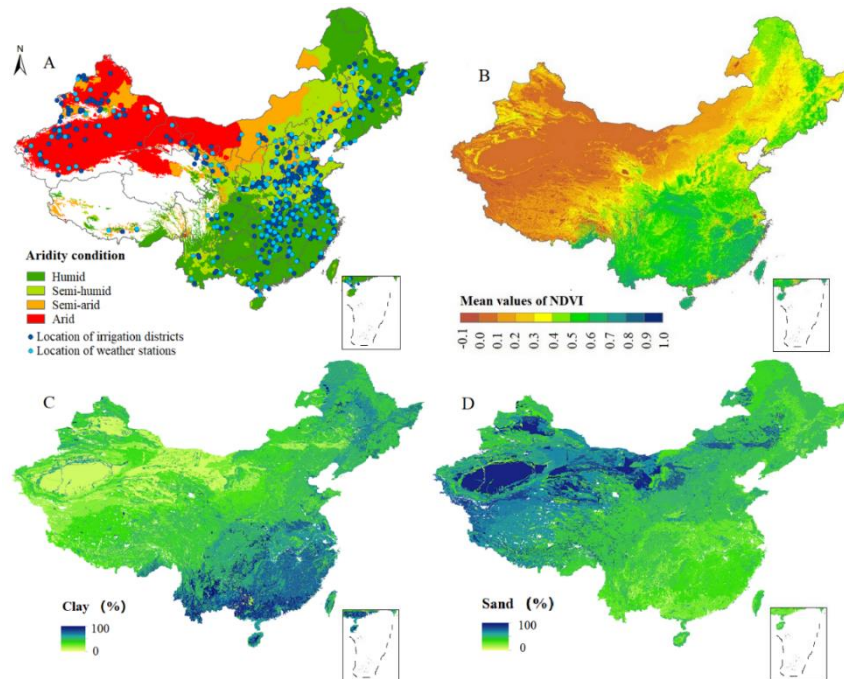 N
A
Aridity condition
Humid
Semi-humid
Semi-arid
Arid
Location of irrigation districts
Location of weather stations
B
Mean values of NDVI
-0.1
0.0
0.1
0.2
0.3
0.4
0.5
0.6
0.7
0.8
0.9
1.0
C
Clay (%)
100
0
D
Sand (%)
100
0